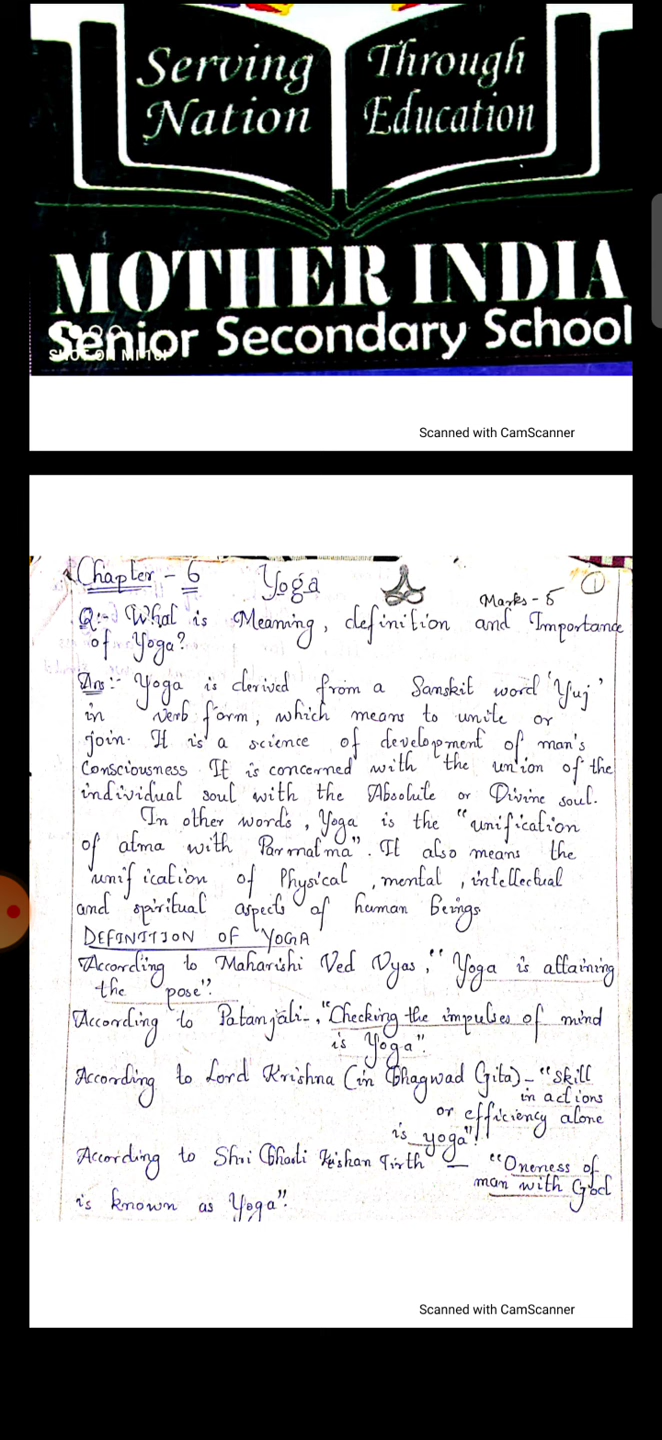 Serving Through
Nation Education
MOTHER INDIA
Senior Secondary School
Scanned with CamScanner
Chapter - 6 Yoga 1
Marks - 5
Q:- What is Meaning, definition and Importance
of Yoga?
Ans:- Yoga is derived from a Sanskit word 'Yuj'
in verb form, which means to unite or
join. It is a science of development of man's
Consciousness It is concerned with the union of the
individual soul with the Absolute or Divine soul.
In other words, Yoga is the "unification
of atma with Parmatma". It also means the
unification of Physical, mental, intellectual
and spiritual aspects of human Beings
DEFINITION OF YOGA
According to Maharishi Ved Vyas, "Yoga is attaining
the pose".
According to Patanjali-, "Checking the impulses of mind
is Yoga".
According to Lord Krishna (in Bhagwad Gita) - "Skill
in actions
or efficiency alone
is yoga".
According to Shri Bharti Krishan Tirth - "Oneness of
man with God
is known as Yoga".
Scanned with CamScanner